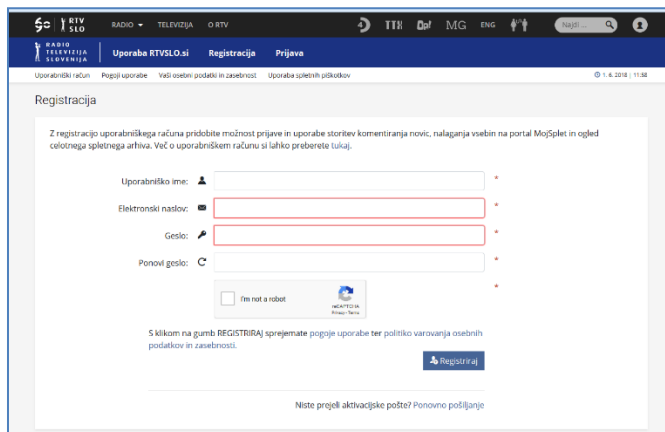 RTV SLO
RADIO TELEVIZIJA O RTV
4 TTX Op! MG ENG Najdi ...
RADIO
TELEVIZIJA
SLOVENIJA
Uporaba RTVSLO.si Registracija Prijava
Uporabniški račun Pogoji uporabe Vaši osebni podatki in zasebnost Uporaba spletnih piškotkov 1. 6. 2018 | 11:58
Registracija
Z registracijo uporabniškega računa pridobite možnost prijave in uporabe storitev komentiranja novic, nalaganja vsebin na portal MojSplet in ogled
celotnega spletnega arhiva. Več o uporabniškem računu si lahko preberete tukaj.
Uporabniško ime: *
Elektronski naslov: *
Geslo: *
Ponovi geslo: *
I'm not a robot *
reCAPTCHA
Privacy - Terms
S klikom na gumb REGISTRIRAJ sprejemate pogoje uporabe ter politiko varovanja osebnih
podatkov in zasebnosti.
Registriraj
Niste prejeli aktivacijske pošte? Ponovno pošiljanje